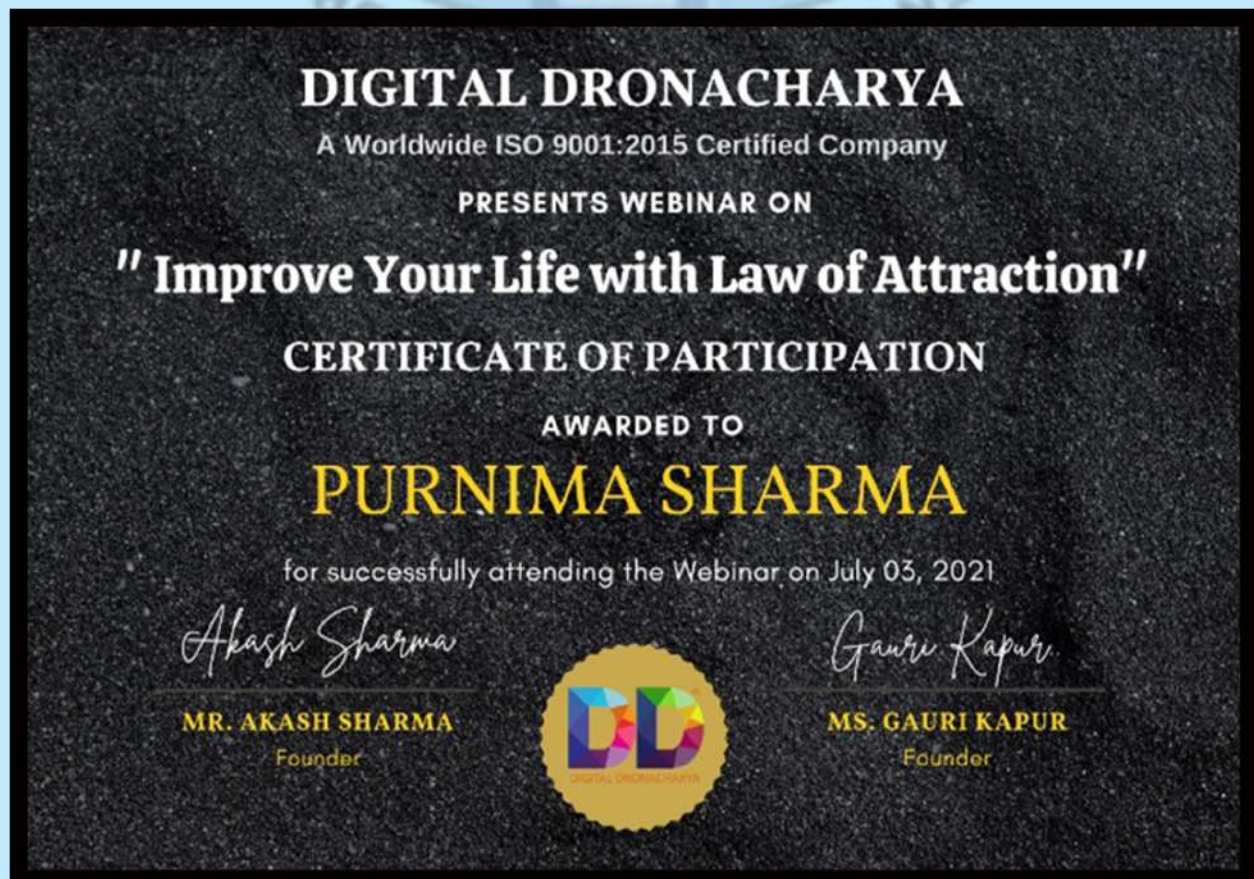 DIGITAL DRONACHARYA
A Worldwide ISO 9001:2015 Certified Company
PRESENTS WEBINAR ON
" Improve Your Life with Law of Attraction"
CERTIFICATE OF PARTICIPATION
AWARDED TO
PURNIMA SHARMA
for successfully attending the Webinar on July 03, 2021
Akash Sharma
Gauri Kapur
MR. AKASH SHARMA
MS. GAURI KAPUR
Founder
Founder
DD
DIGITAL DRONACHARYA